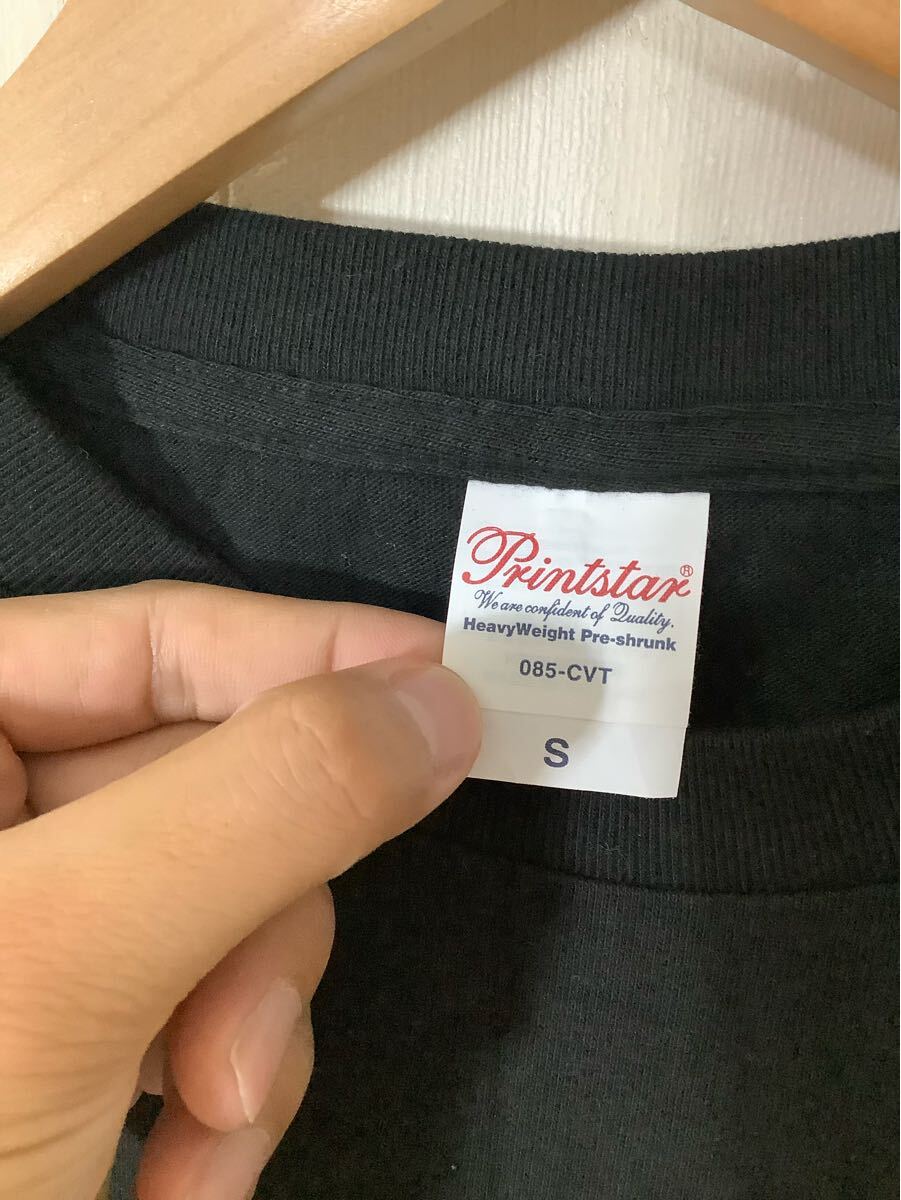 Printstar®
We are confident of Quality.
HeavyWeight Pre-shrunk
085-CVT
S